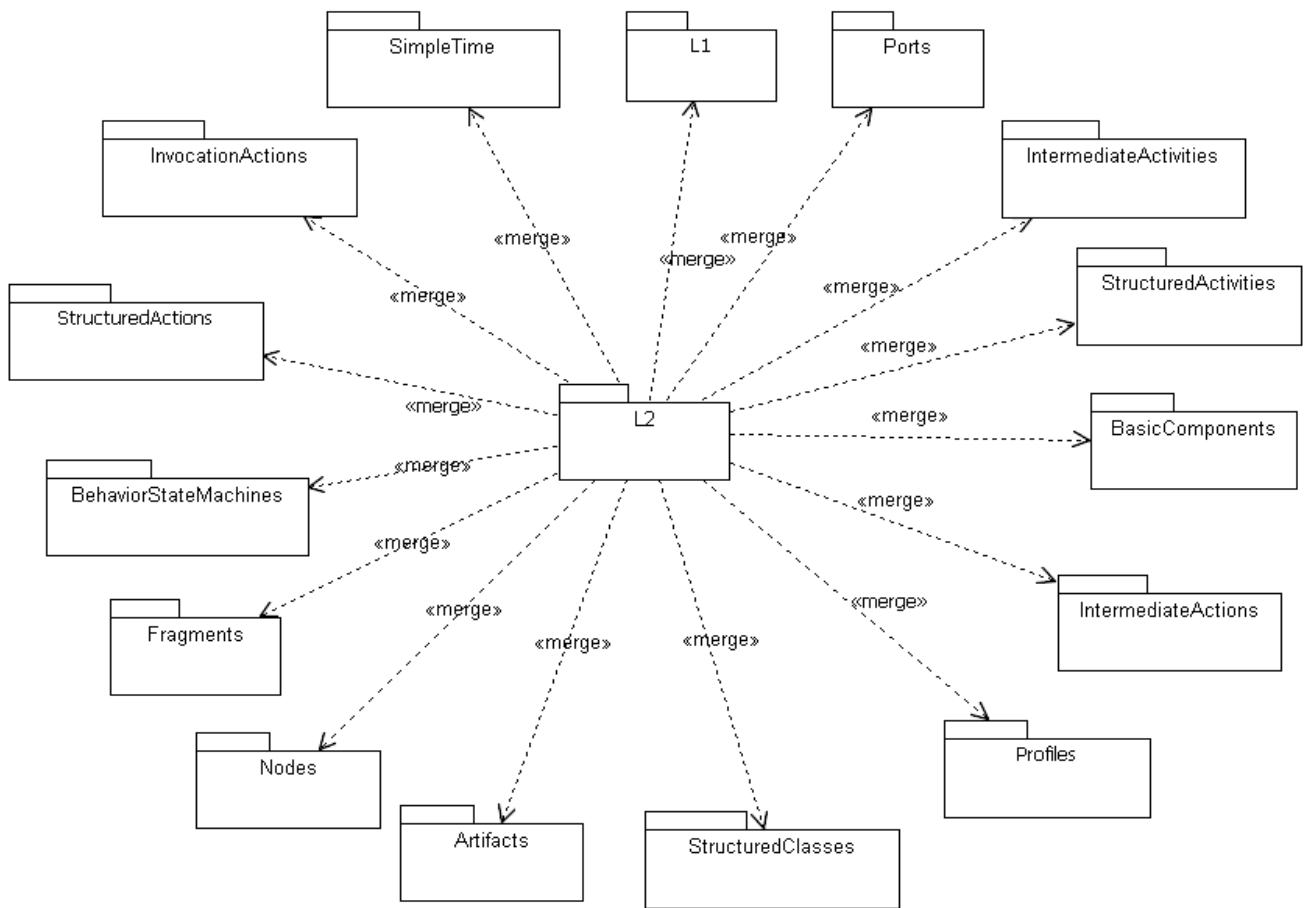 SimpleTime
L1
Ports
InvocationActions
IntermediateActivities
«merge»
«merge»
«merge»
StructuredActivities
«merge»
«merge»
StructuredActions
«merge»
«merge»
L2
«merge»
BasicComponents
«merge»
BehaviorStateMachines
«merge»
«merge»
«merge»
«merge»
IntermediateActions
Fragments
«merge»
«merge»
Nodes
Profiles
Artifacts
StructuredClasses